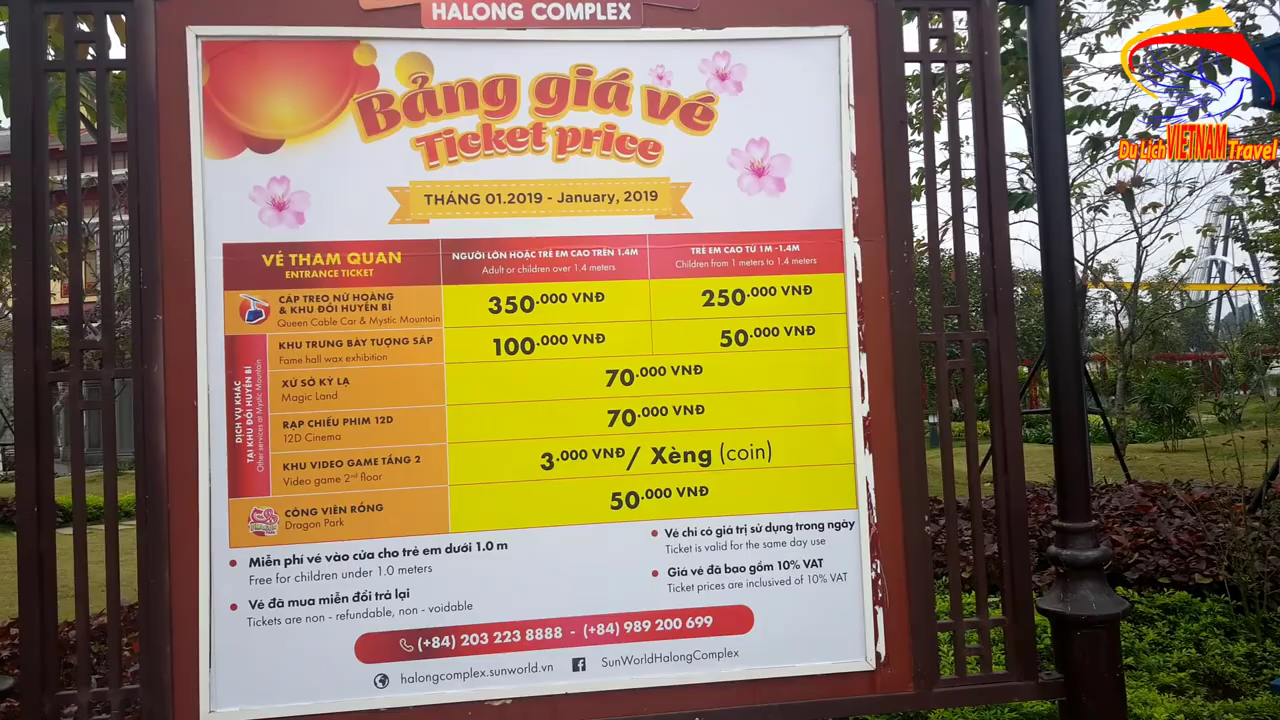 HALONG COMPLEX
Du Lịch VIETNAM Travel
Bảng giá vé
Ticket price
THÁNG 01.2019 - January, 2019
VÉ THAM QUAN
ENTRANCE TICKET
NGƯỜI LỚN HOẶC TRẺ EM CAO TRÊN 1.4M
Adult or children over 1.4 meters
TRẺ EM CAO TỪ 1M -1.4M
Children from 1 meters to 1.4 meters
CÁP TREO NỮ HOÀNG
& KHU ĐỒI HUYỀN BÍ
Queen Cable Car & Mystic Mountain
350.000 VNĐ
250.000 VNĐ
DỊCH VỤ KHÁC
TẠI KHU ĐỒI HUYỀN BÍ
Other services at Mystic Mountain
KHU TRƯNG BÀY TƯỢNG SÁP
Fame hall wax exhibition
100.000 VNĐ
50.000 VNĐ
XỨ SỞ KỲ LẠ
Magic Land
70.000 VNĐ
RẠP CHIẾU PHIM 12D
12D Cinema
70.000 VNĐ
KHU VIDEO GAME TẦNG 2
Video game 2nd floor
3.000 VNĐ/ Xèng (coin)
CÔNG VIÊN RỒNG
Dragon Park
50.000 VNĐ
• Miễn phí vé vào cửa cho trẻ em dưới 1.0 m
Free for children under 1.0 meters
• Vé đã mua miễn đổi trả lại
Tickets are non - refundable, non - voidable
• Vé chỉ có giá trị sử dụng trong ngày
Ticket is valid for the same day use
• Giá vé đã bao gồm 10% VAT
Ticket prices are inclusived of 10% VAT
(+84) 203 223 8888 - (+84) 989 200 699
halongcomplex.sunworld.vn
SunWorldHalongComplex